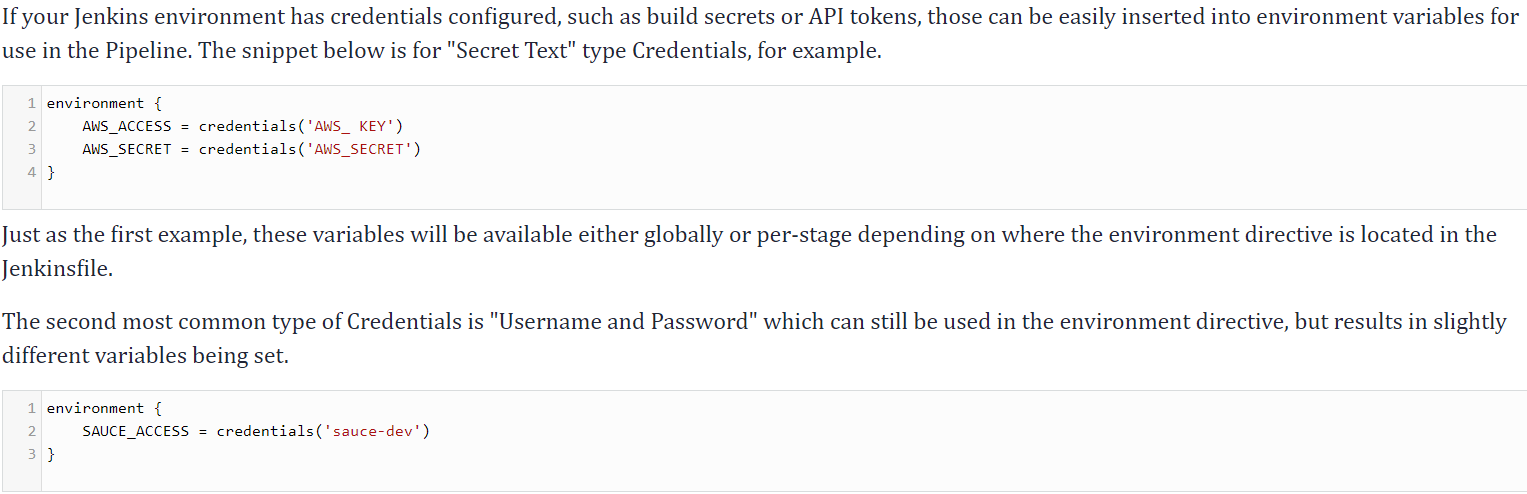 If your Jenkins environment has credentials configured, such as build secrets or API tokens, those can be easily inserted into environment variables for
use in the Pipeline. The snippet below is for "Secret Text" type Credentials, for example.
1 environment {
2     AWS_ACCESS = credentials('AWS_ KEY')
3     AWS_SECRET = credentials('AWS_SECRET')
4 }
Just as the first example, these variables will be available either globally or per-stage depending on where the environment directive is located in the
Jenkinsfile.
The second most common type of Credentials is "Username and Password" which can still be used in the environment directive, but results in slightly
different variables being set.
1 environment {
2     SAUCE_ACCESS = credentials('sauce-dev')
3 }